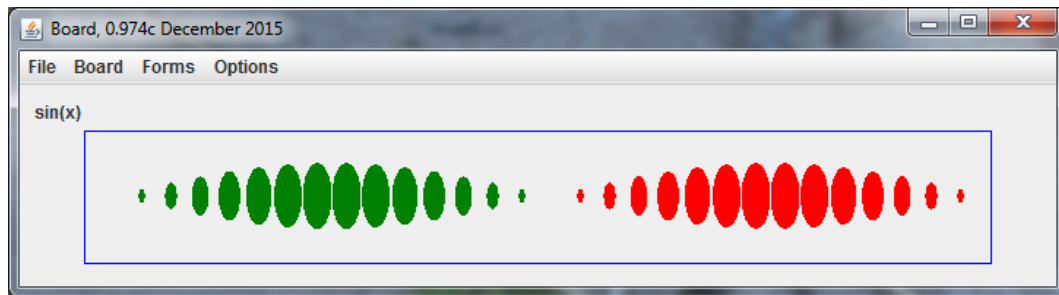 Board, 0.974c December 2015
File Board Forms Options
sin(x)